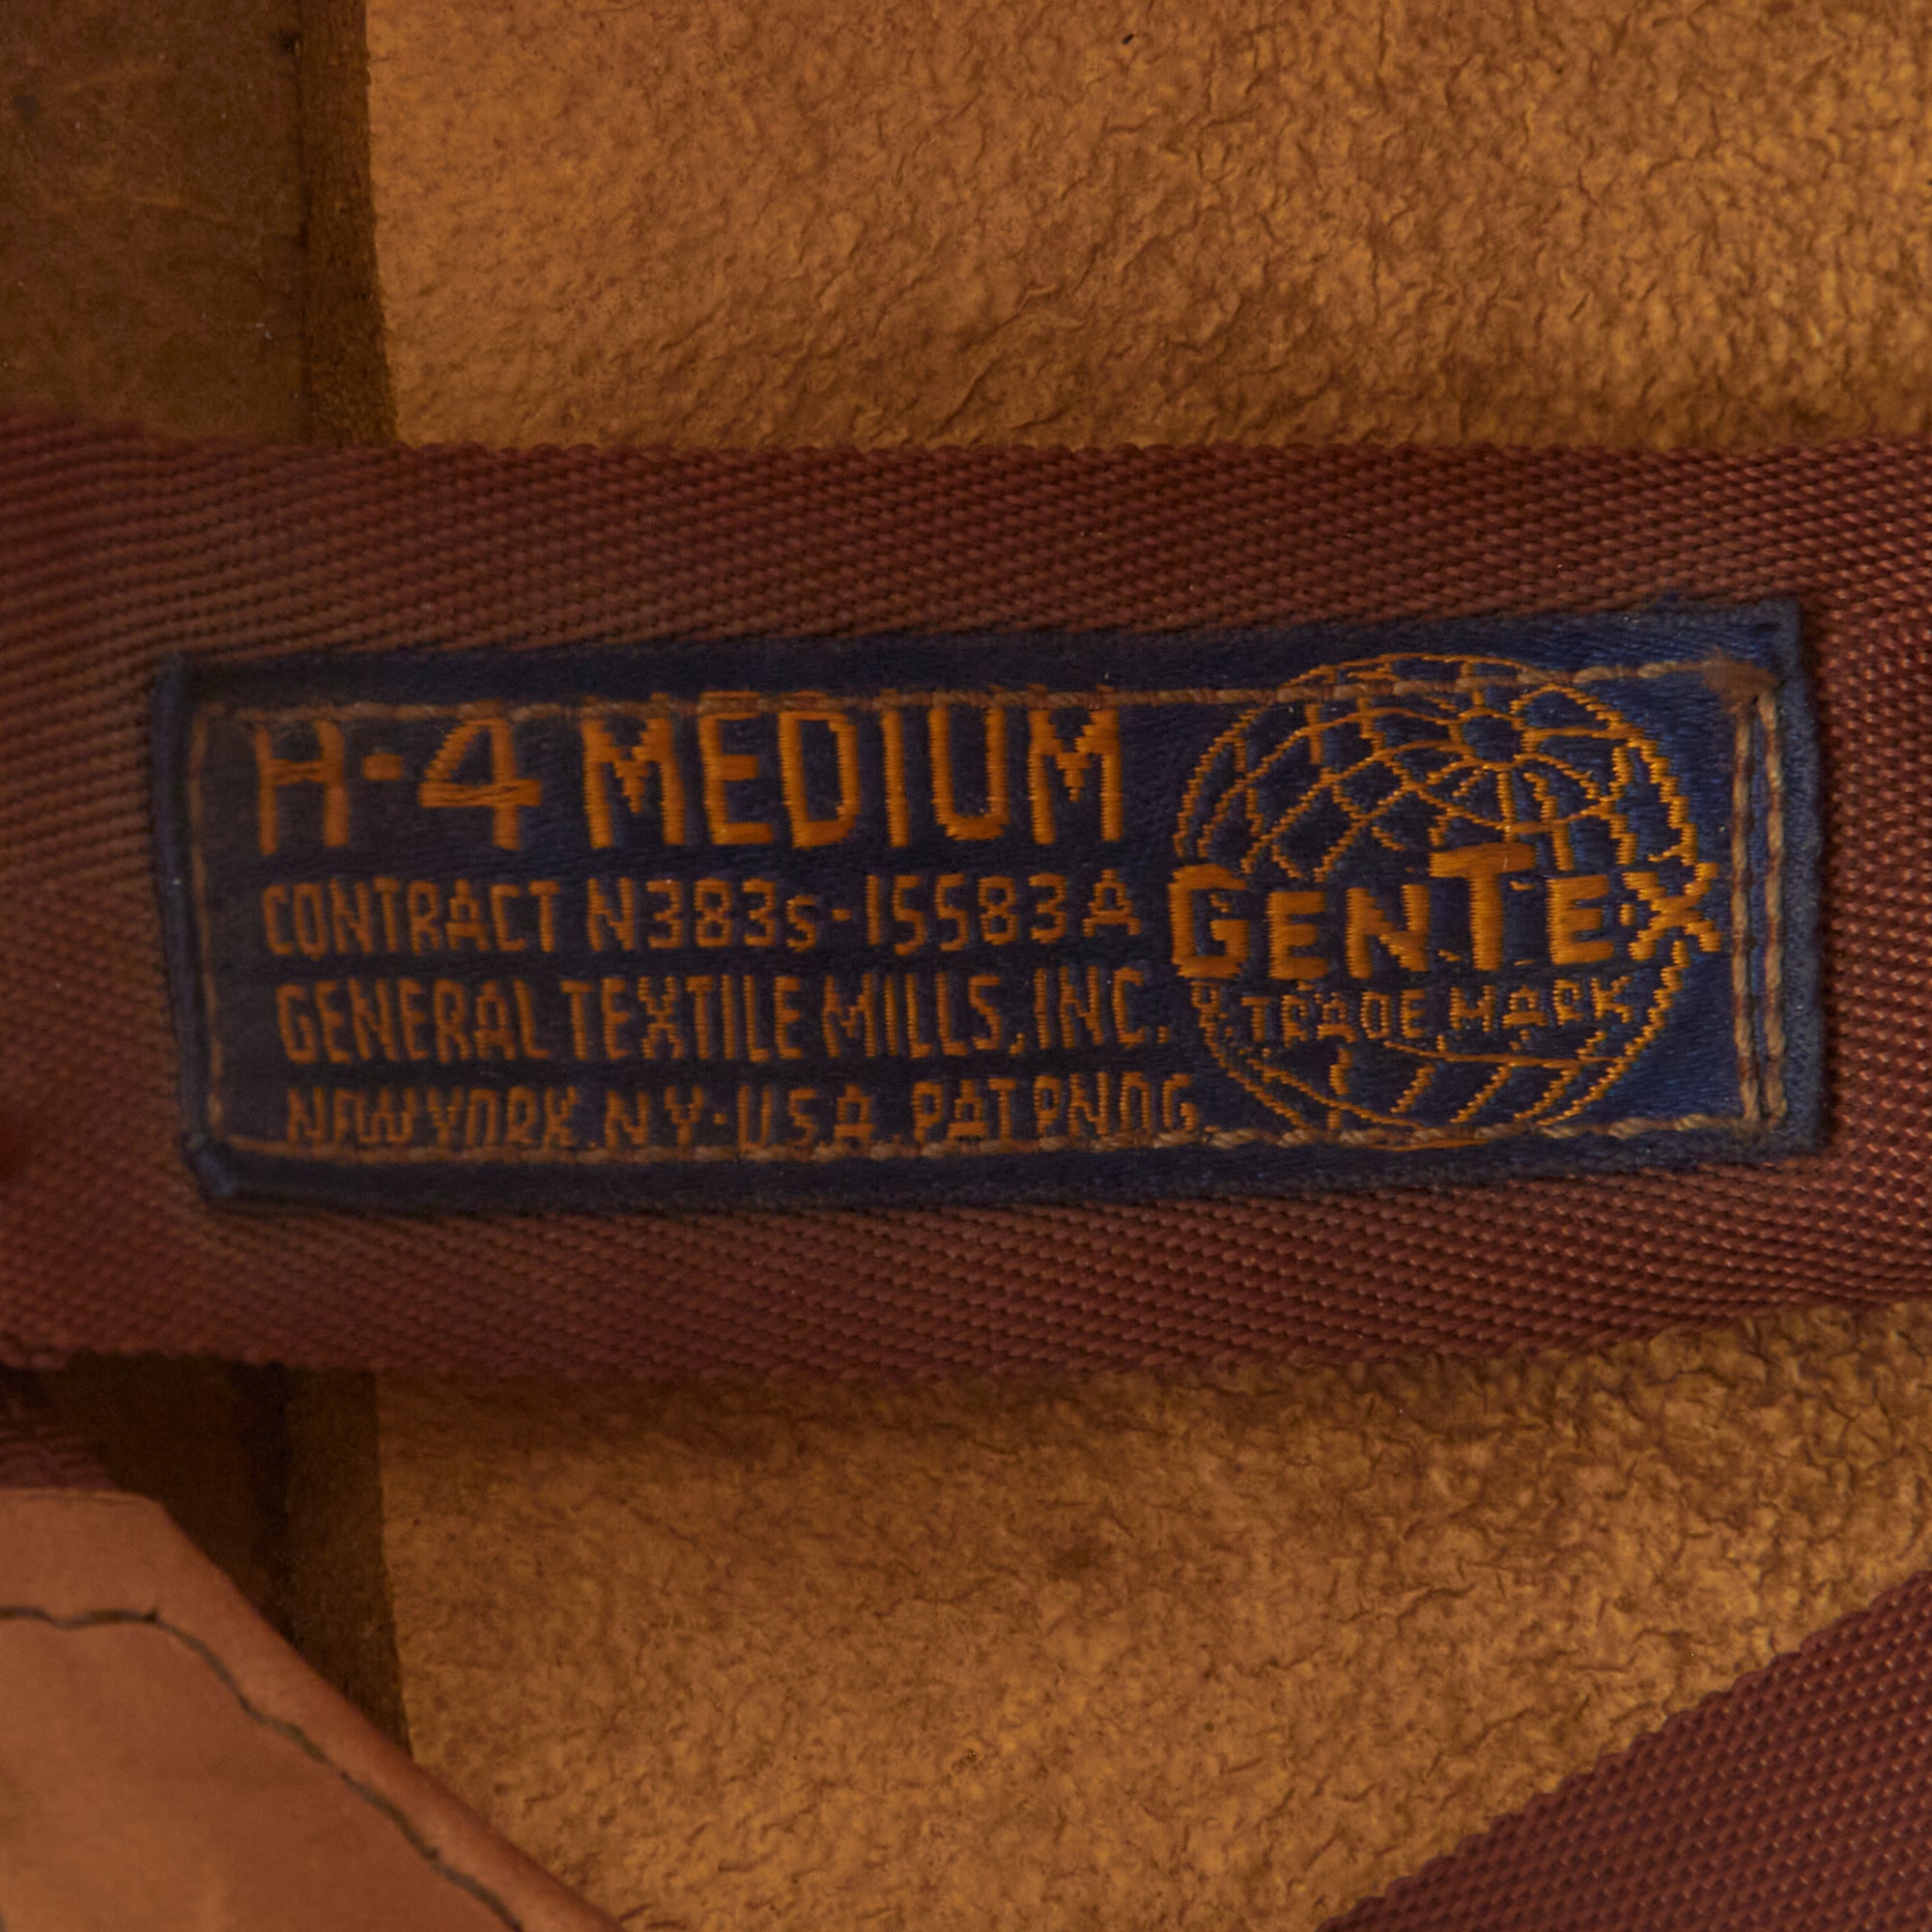 H-4 MEDIUM
CONTRACT N383s-15583A
GENERAL TEXTILE MILLS, INC.
NEW YORK, N.Y.-U.S.A. PAT. PNDG.
GENTEX
TRADE MARK